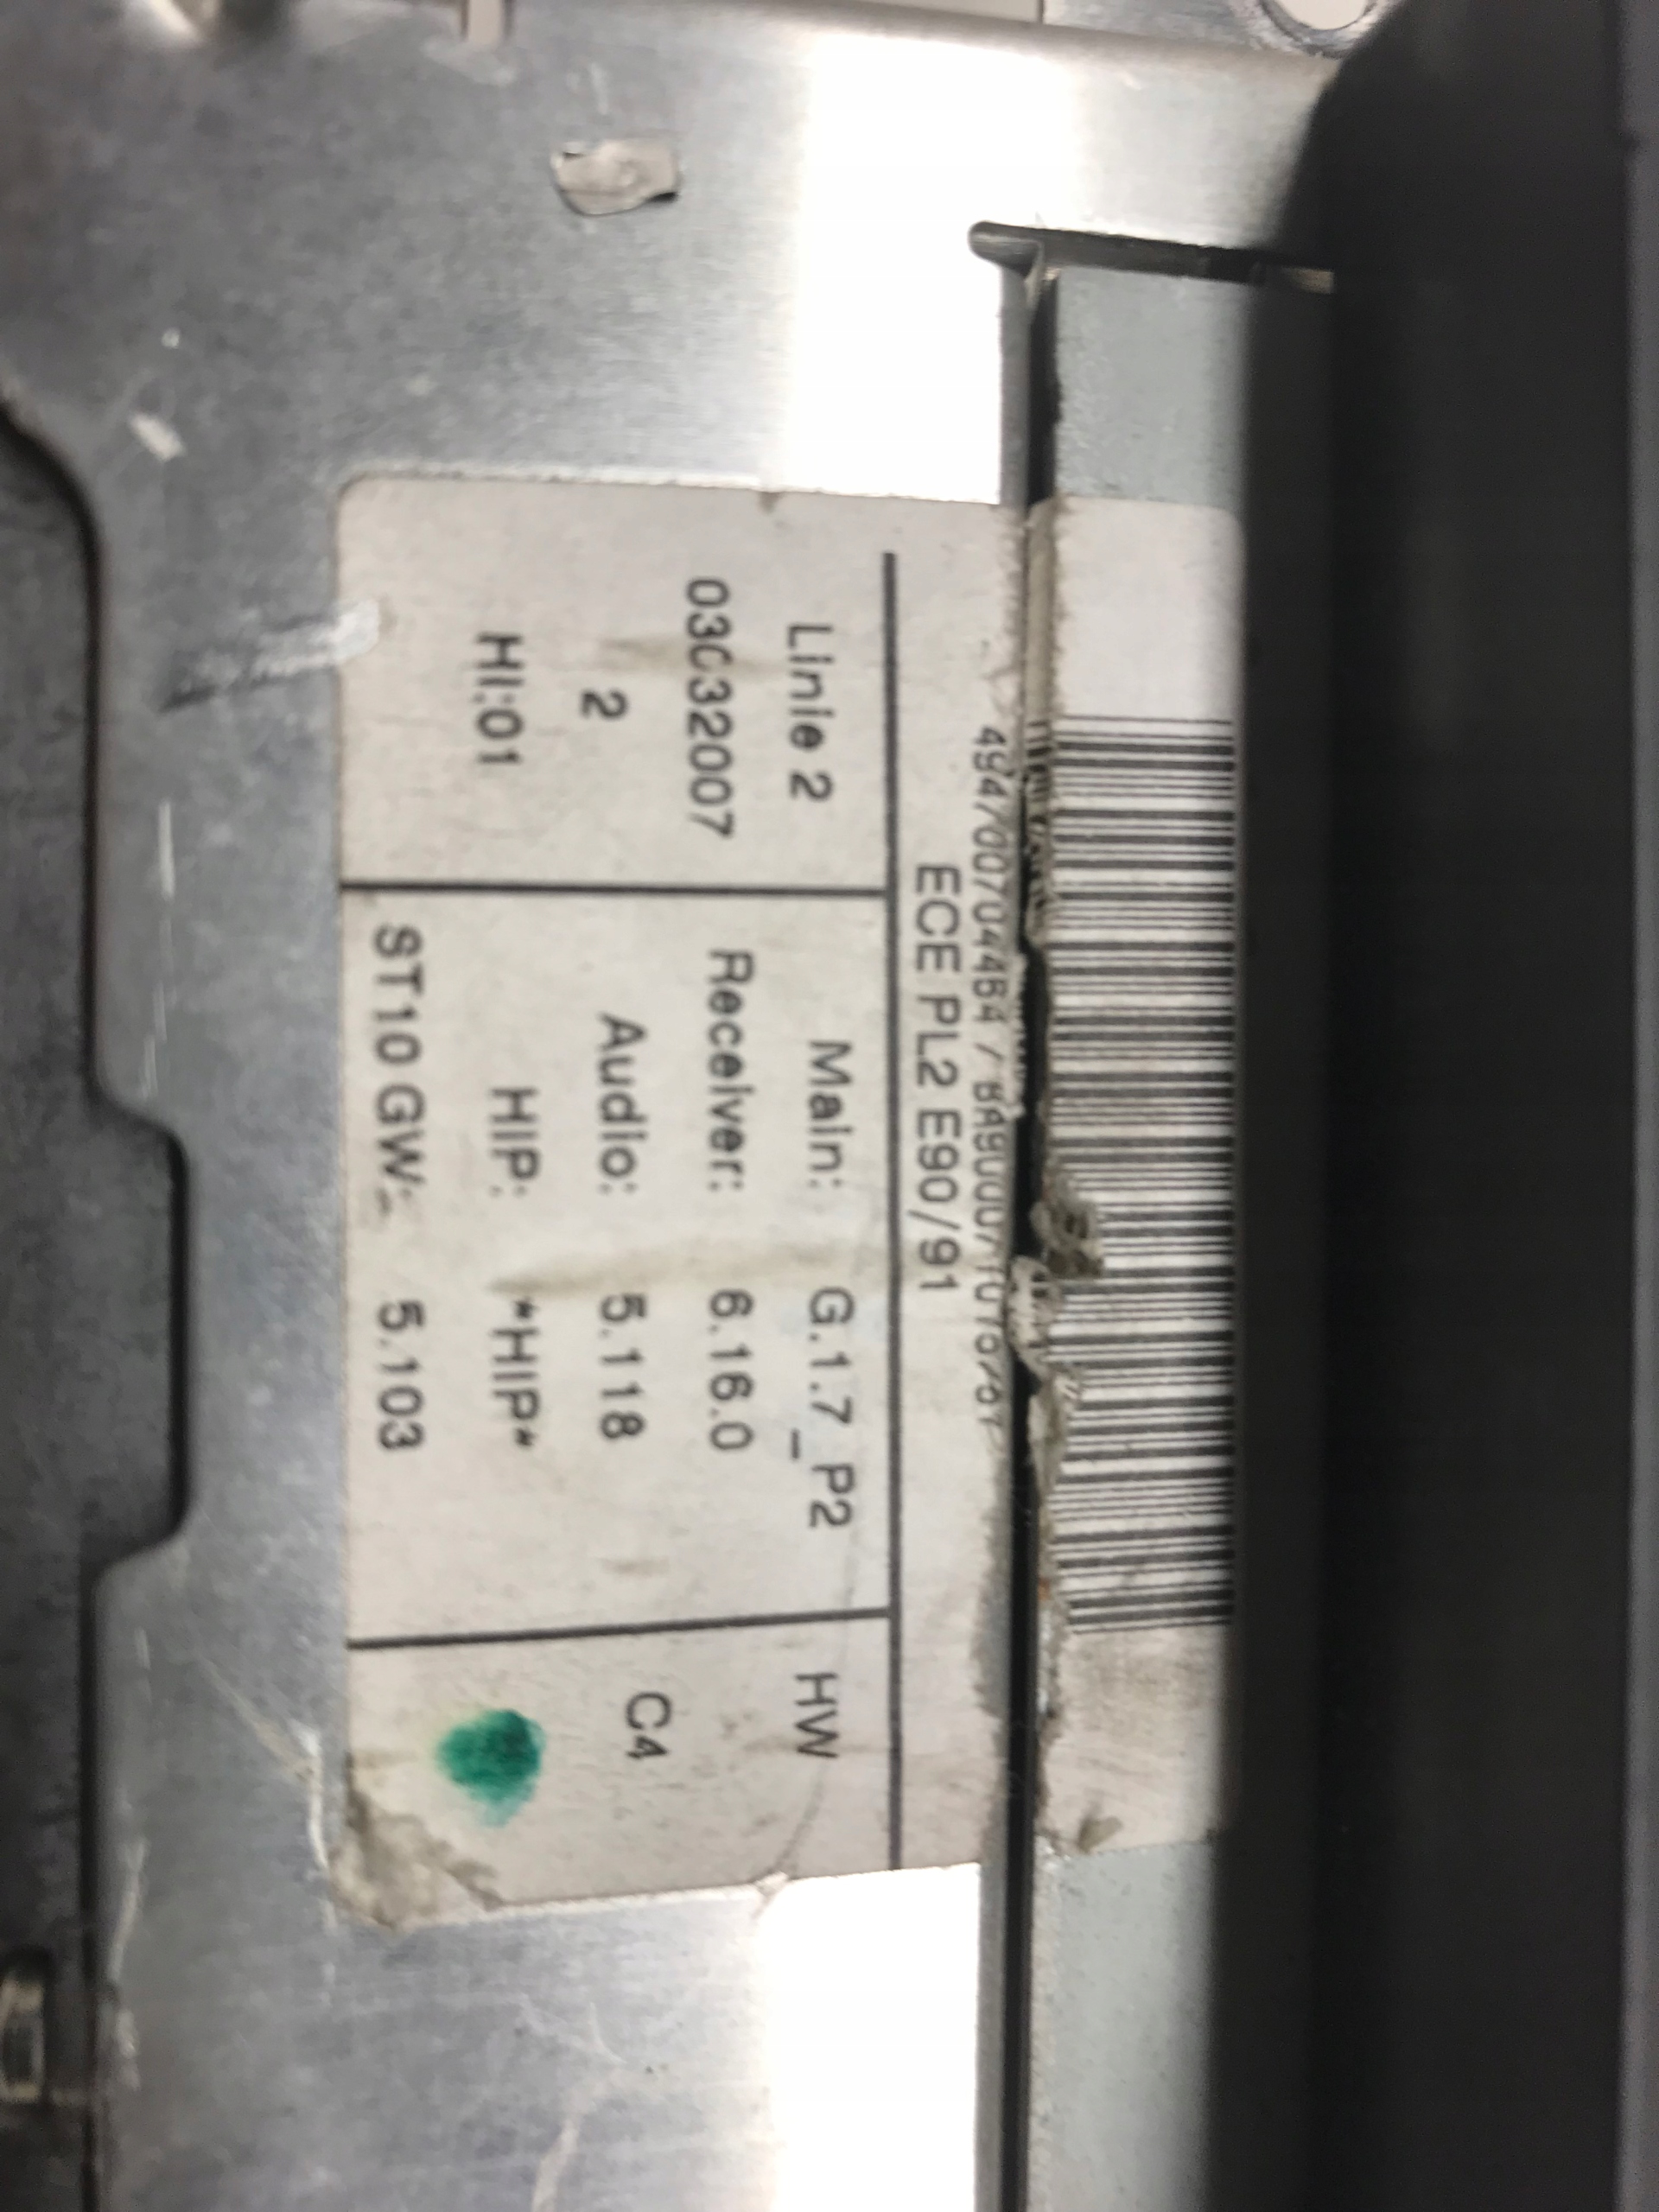 ECE PL2 E90/91
Linie 2
03032007
2
HI:01
Main: G.1.7_P2
Receiver: 6.16.0
Audio: 5.118
HIP: *HIP*
ST10 GW: 5.103
HW
C4